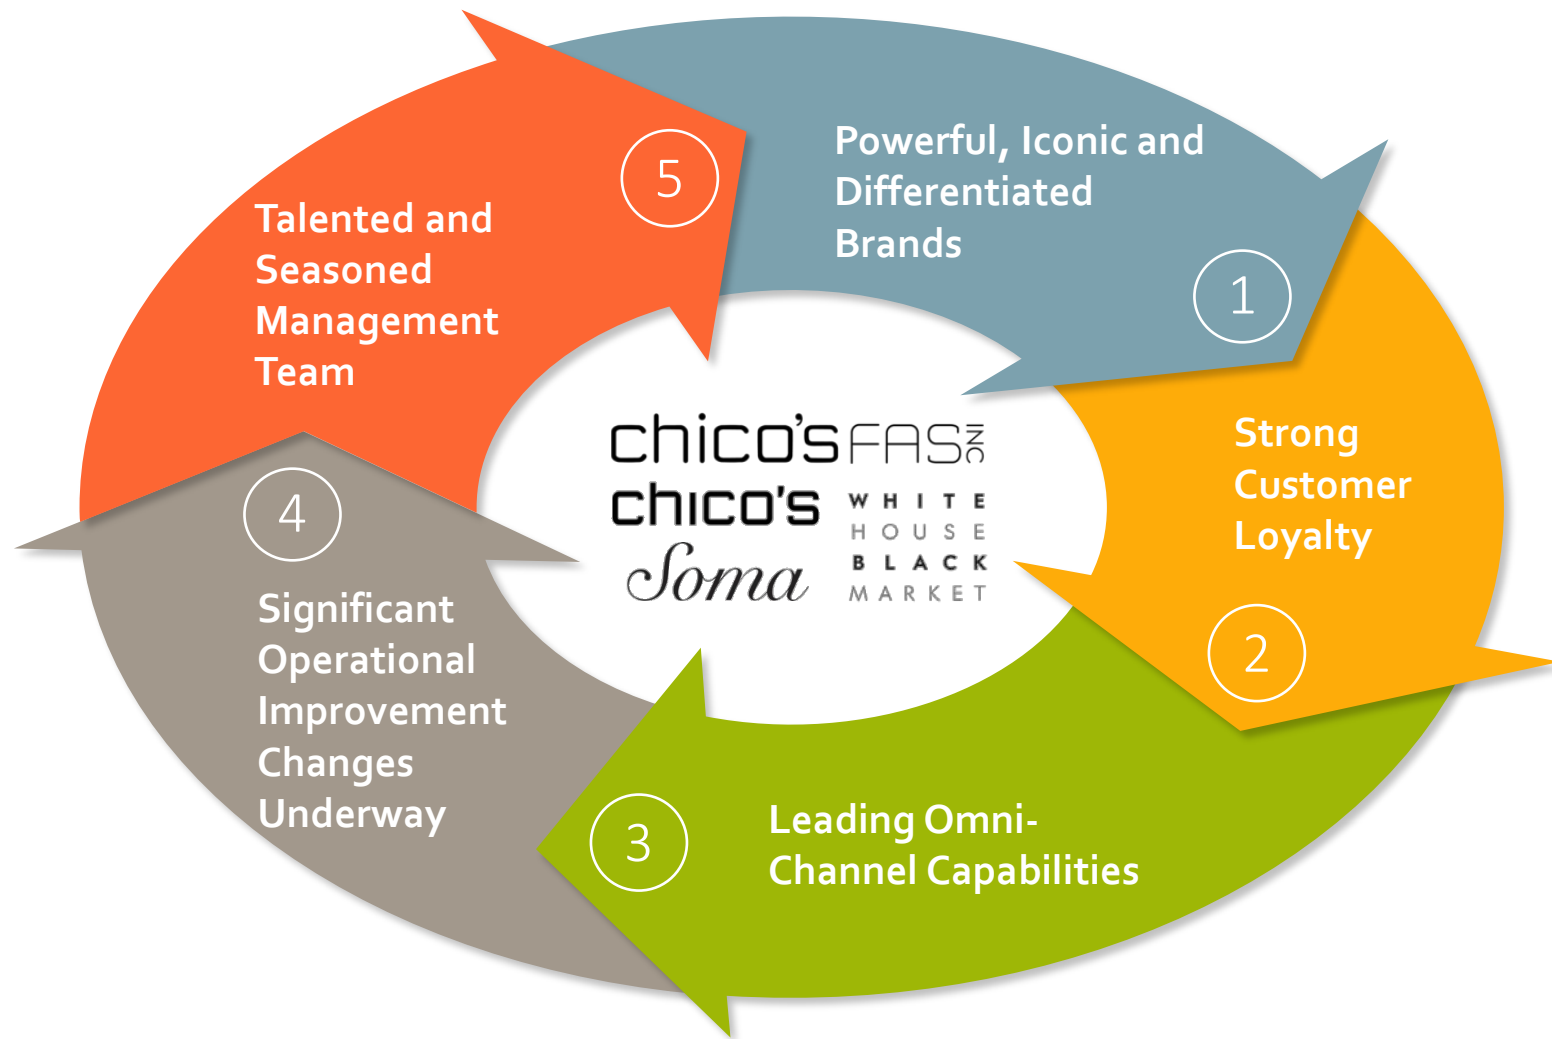 1
Powerful, Iconic and
Differentiated
Brands
2
Strong
Customer
Loyalty
3
Leading Omni-
Channel Capabilities
4
Significant
Operational
Improvement
Changes
Underway
5
Talented and
Seasoned
Management
Team
chico's FAS INC
chico's
Soma
WHITE
HOUSE
BLACK
MARKET